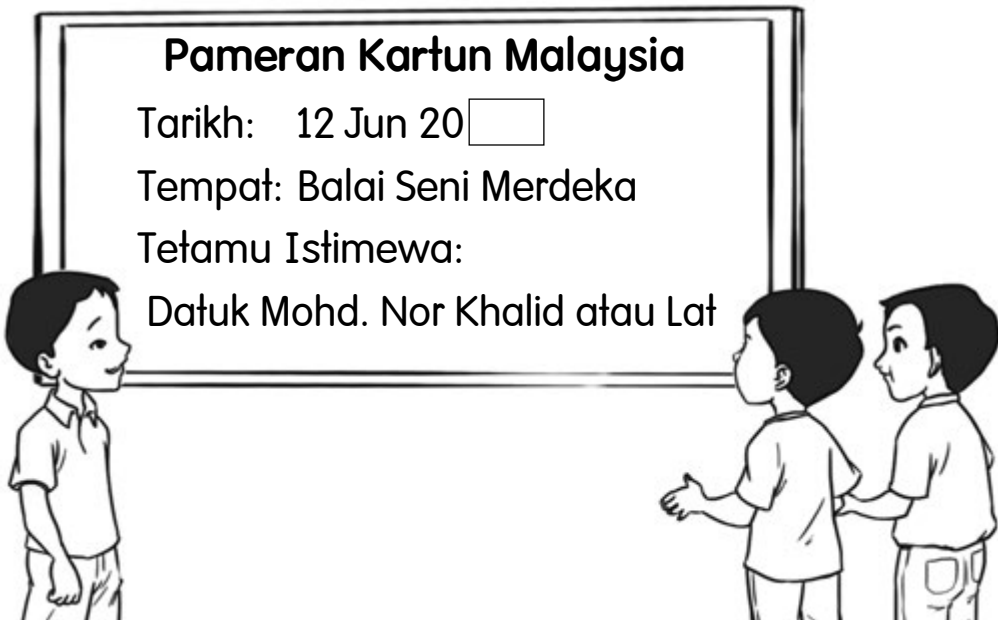 Pameran Kartun Malaysia
Tarikh: 12 Jun 20
Tempat: Balai Seni Merdeka
Tetamu Istimewa:
Datuk Mohd. Nor Khalid atau Lat